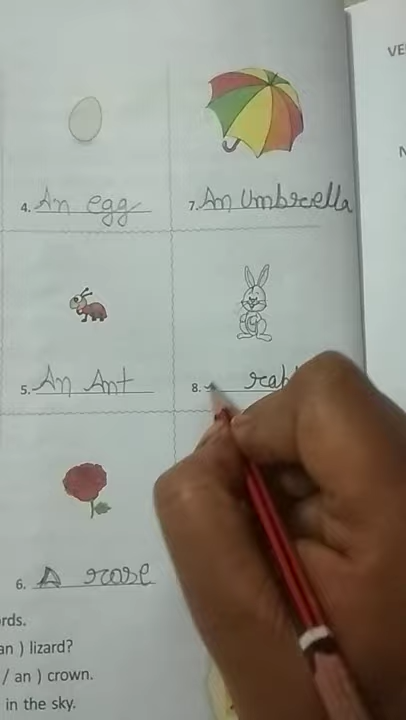 4. An egg
7. An Umbrella
5. An Ant
8. rab
6. A rose
rds.
an ) lizard?
/ an ) crown.
in the sky.
VE
N